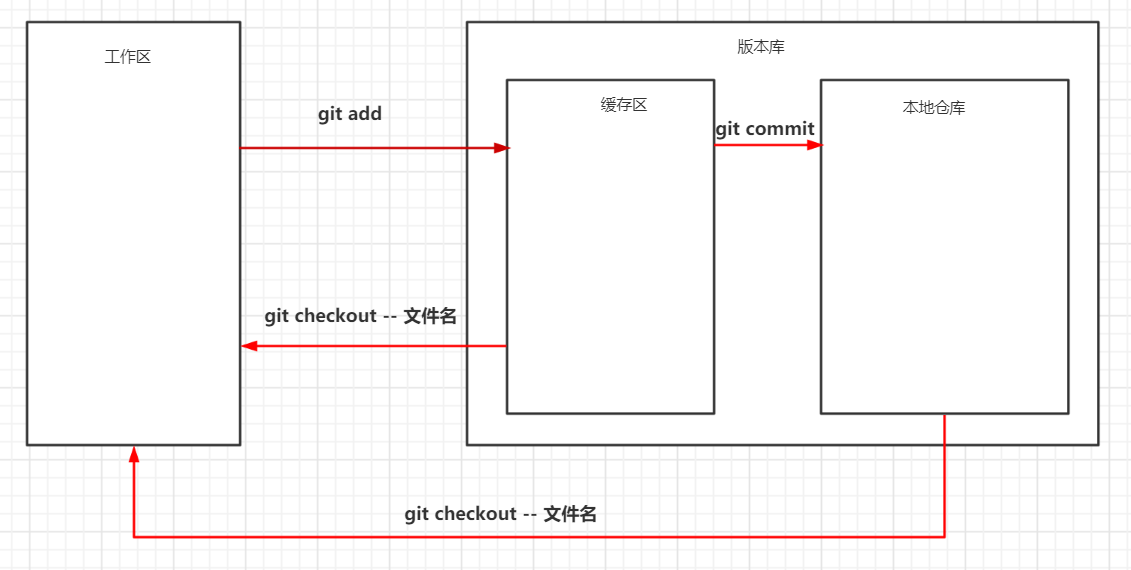 工作区
版本库
缓存区
本地仓库
git add
git commit
git checkout -- 文件名
git checkout -- 文件名